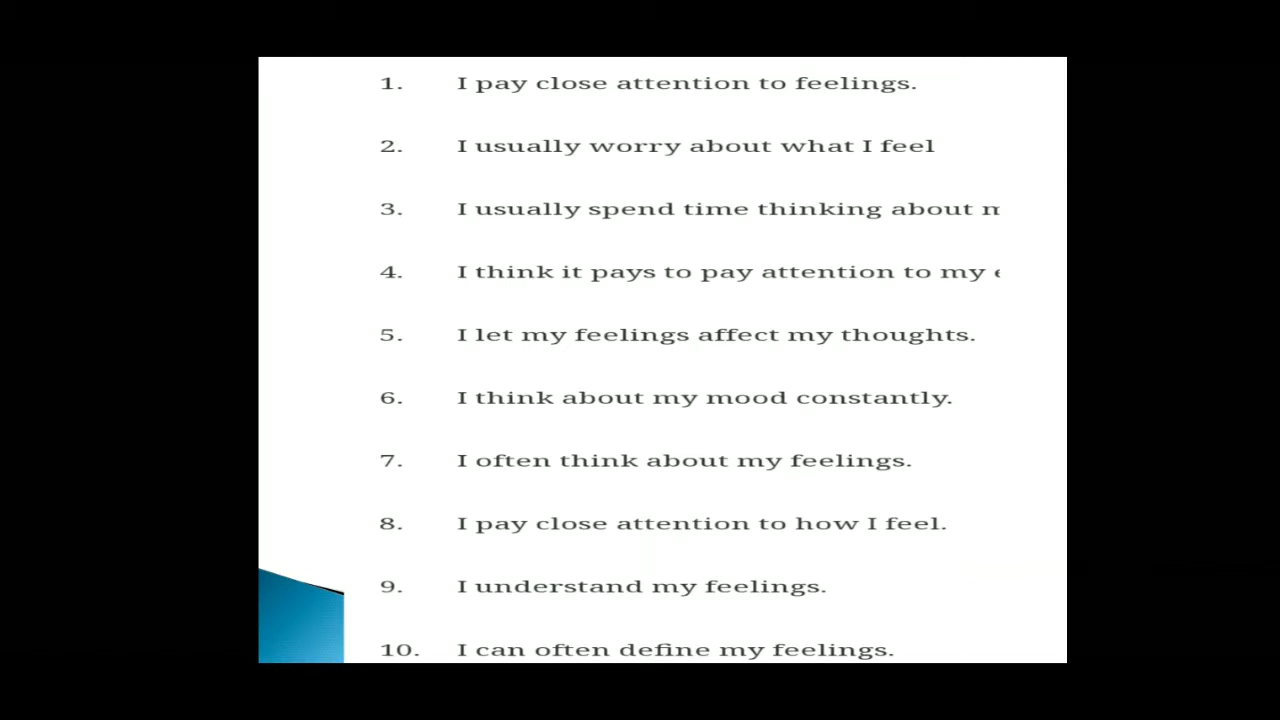 1. I pay close attention to feelings.
2. I usually worry about what I feel
3. I usually spend time thinking about
4. I think it pays to pay attention to my
5. I let my feelings affect my thoughts.
6. I think about my mood constantly.
7. I often think about my feelings.
8. I pay close attention to how I feel.
9. I understand my feelings.
10. I can often define my feelings.